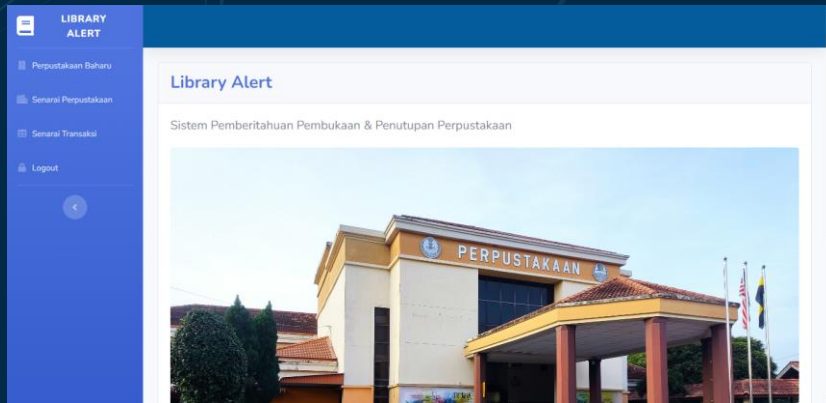 LIBRARY
ALERT
Perpustakaan Baharu
Senarai Perpustakaan
Senarai Transaksi
Logout
Library Alert
Sistem Pemberitahuan Pembukaan & Penutupan Perpustakaan
PERPUSTAKAAN